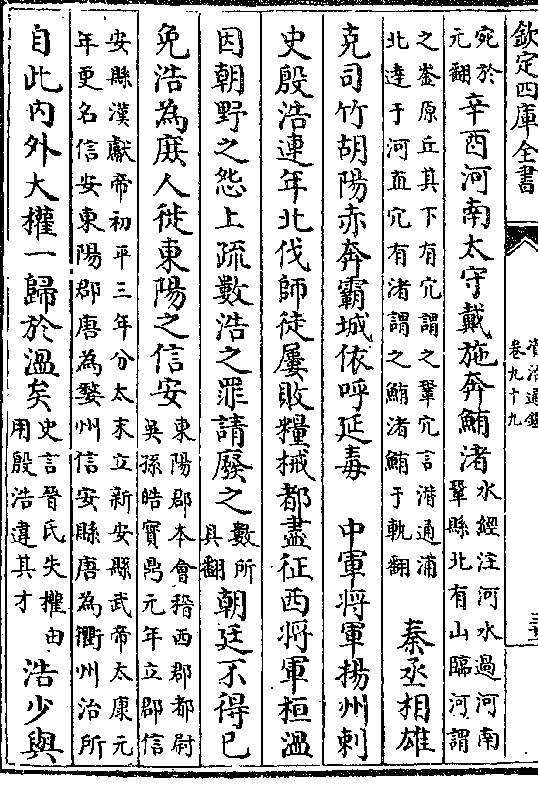 欽定四庫全書
資治通鑑
卷九十九
宛於
元翻
辛酉河南太守戴施奔鮪渚
水經注河水過河南
鞏縣北有山臨河謂
之崟原丘其下有穴謂之鞏穴言潛通浦
北達于河直穴有渚謂之鮪渚鮪于軌翻
秦丞相雄
克司竹胡陽赤奔霸城依呼延毒 中軍將軍揚州刺
史殷浩連年北伐師徒屢敗糧械都盡征西將軍桓溫
因朝野之怨上疏數浩之罪請廢之
數所
具翻
朝廷不得已
免浩為庶人徙東陽之信安
東陽郡本會稽西郡都尉
吳孫皓寶鼎元年立郡信
安縣漢獻帝初平三年分太末立新安縣武帝太康元
年更名信安東陽郡唐為婺州信安縣唐為衢州治所
自此内外大權一歸於溫矣
史言晉氏失權由
用殷浩違其才
浩少與